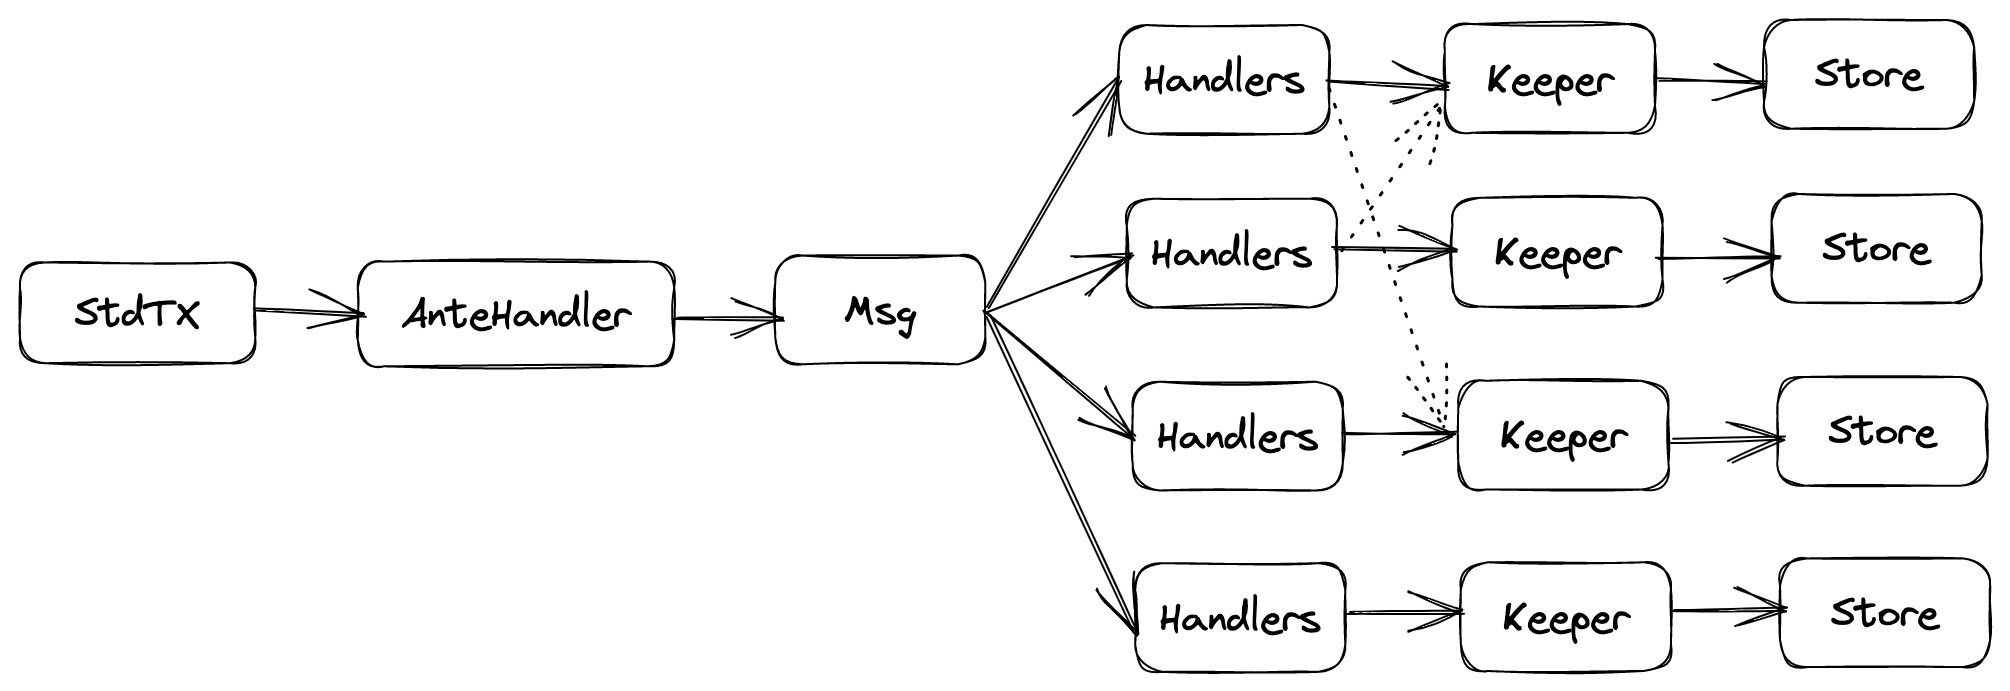 StdTX
AnteHandler
Msg
Handlers
Keeper
Store
Handlers
Keeper
Store
Handlers
Keeper
Store
Handlers
Keeper
Store